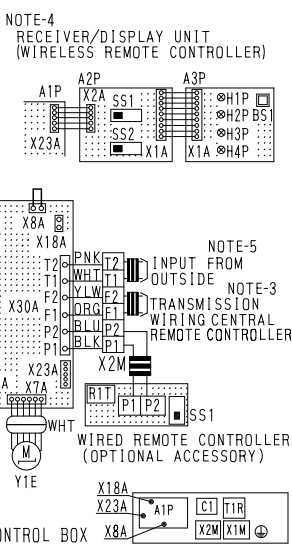 NOTE-4
RECEIVER/DISPLAY UNIT
(WIRELESS REMOTE CONTROLLER)
A2P A3P
A1P X2A SS1 H1P BS1
H2P
SS2 H3P
X23A X1A X1A H4P
X8A
X18A
NOTE-5
T2 PNK T2 INPUT FROM
T1 WHT T1 OUTSIDE
NOTE-3
F2 YLW F2 TRANSMISSION
X30A F1 ORG F1 WIRING CENTRAL
P2 BLU P2 REMOTE CONTROLLER
P1 BLK P1
X2M
X23A
A X7A
R1T
P1 P2 SS1
WHT
WIRED REMOTE CONTROLLER
(OPTIONAL ACCESSORY)
M
Y1E
X18A
X23A A1P C1 T1R
ONTROL BOX X8A X2M X1M